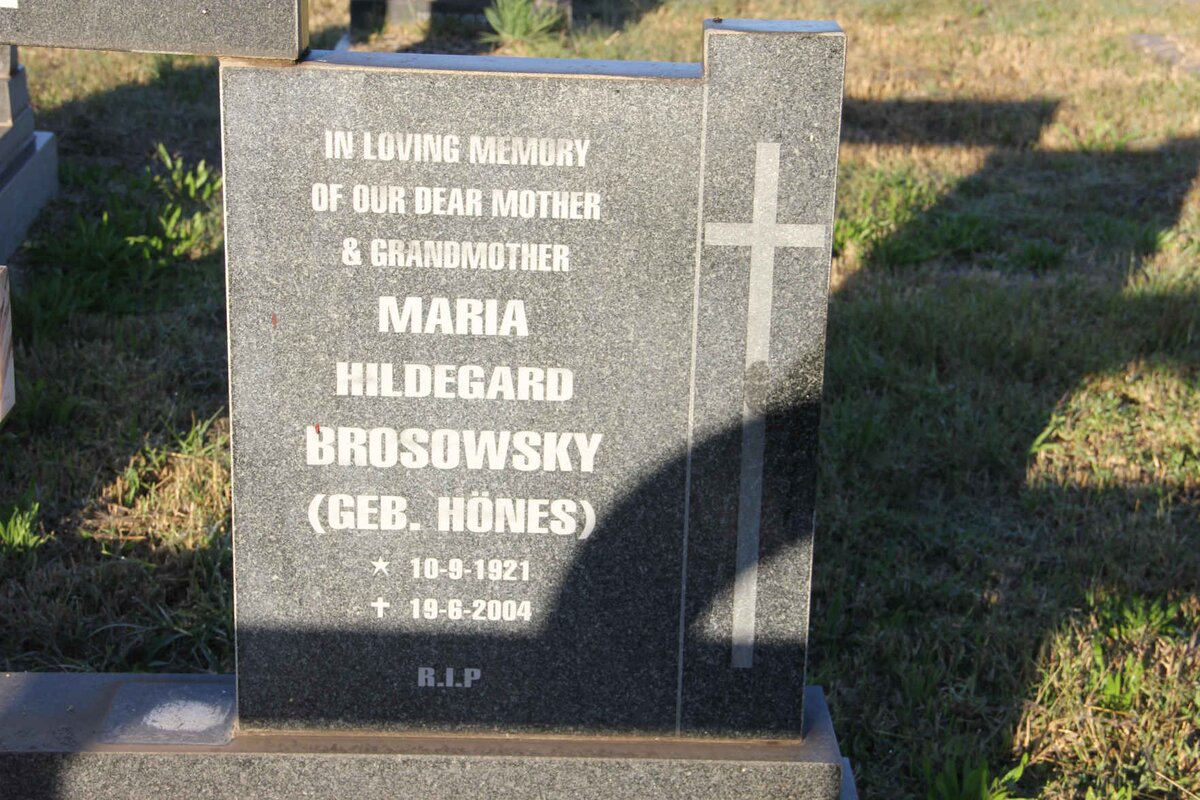 IN LOVING MEMORY
OF OUR DEAR MOTHER
& GRANDMOTHER
MARIA
HILDEGARD
BROSOWSKY
(GEB. HÖNES)
★ 10-9-1921
✝ 19-6-2004
R.I.P